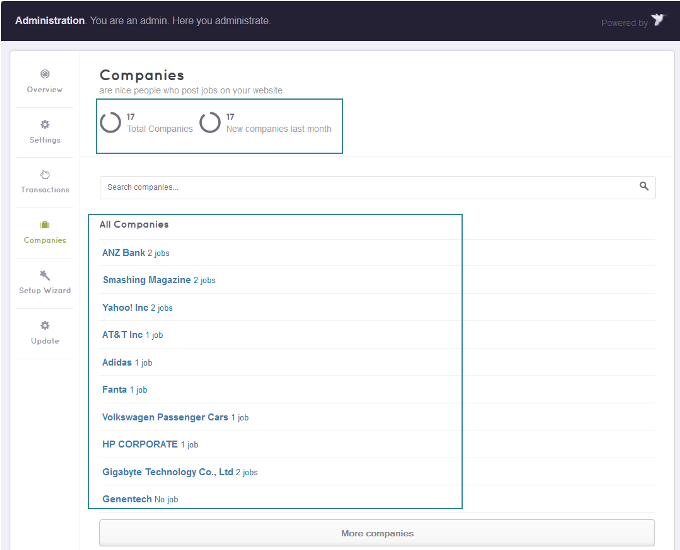 Administration. You are an admin. Here you administrate.
Powered by
Overview
Settings
Transactions
Companies
Setup Wizard
Update
Companies
are nice people who post jobs on your website
17
Total Companies
17
New companies last month
Search companies...
All Companies
ANZ Bank 2 jobs
Smashing Magazine 2 jobs
Yahoo! Inc 2 jobs
AT&T Inc 1 job
Adidas 1 job
Fanta 1 job
Volkswagen Passenger Cars 1 job
HP CORPORATE 1 job
Gigabyte Technology Co., Ltd 2 jobs
Genentech No job
More companies